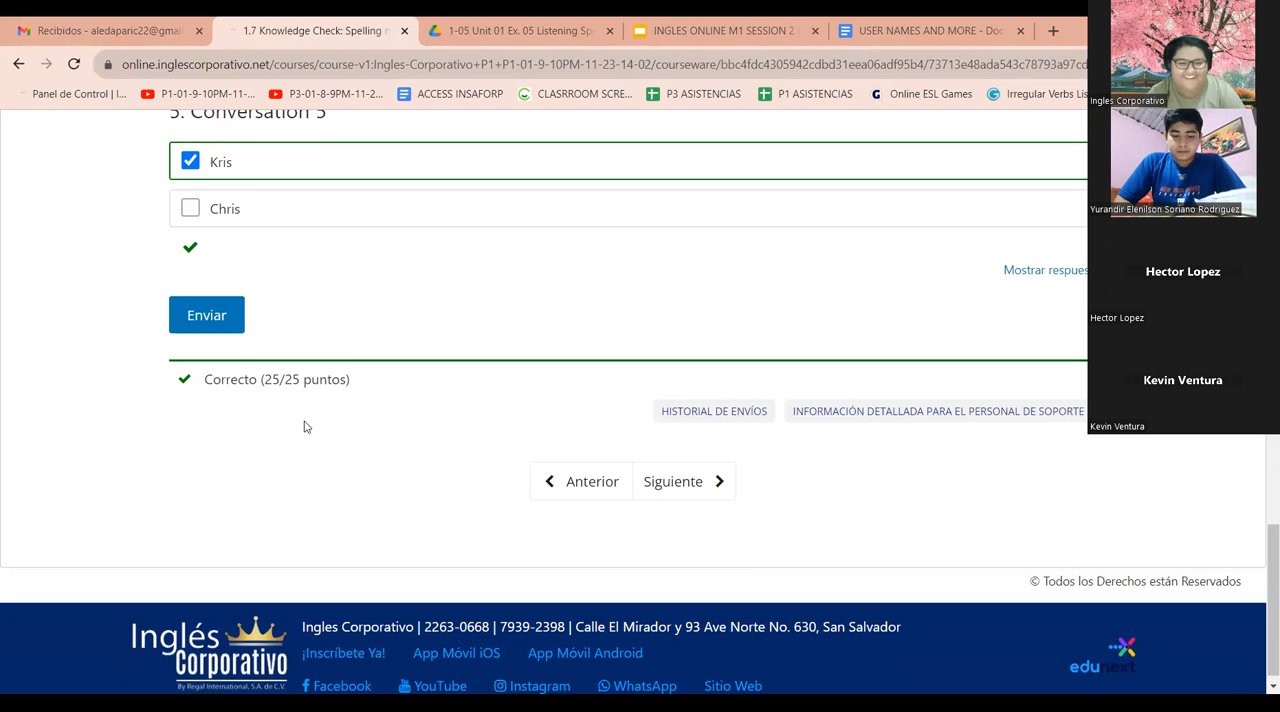 Recibidos - aledaparic22@gmai
1.7 Knowledge Check: Spelling n
1-05 Unit 01 Ex. 05 Listening Sp
INGLES ONLINE M1 SESSION 2
USER NAMES AND MORE - Doc
online.inglescorporativo.net/courses/course-v1:Ingles-Corporativo+P1+P1-01-9-10PM-11-23-14-02/courseware/bbc4fdc4305942cdbd31eea06adf95b4/73713e48ada543c78793a97cd
Panel de Control | I...
P1-01-9-10PM-11-...
P3-01-8-9PM-11-2...
ACCESS INSAFORP
CLASRROOM SCRE...
P3 ASISTENCIAS
P1 ASISTENCIAS
Online ESL Games
Irregular Verbs Lis
Ingles Corporativo
5. Conversation 5
Kris
Chris
Yurandir Elenilson Soriano Rodriguez
Mostrar respues
Hector Lopez
Hector Lopez
Enviar
Correcto (25/25 puntos)
Kevin Ventura
Kevin Ventura
HISTORIAL DE ENVÍOS
INFORMACIÓN DETALLADA PARA EL PERSONAL DE SOPORTE
Anterior
Siguiente
© Todos los Derechos están Reservados
Inglés
Corporativo
By Regal International, S.A. de C.V.
Ingles Corporativo | 2263-0668 | 7939-2398 | Calle El Mirador y 93 Ave Norte No. 630, San Salvador
¡Inscríbete Ya!
App Móvil iOS
App Móvil Android
Facebook
YouTube
Instagram
WhatsApp
Sitio Web
edunext